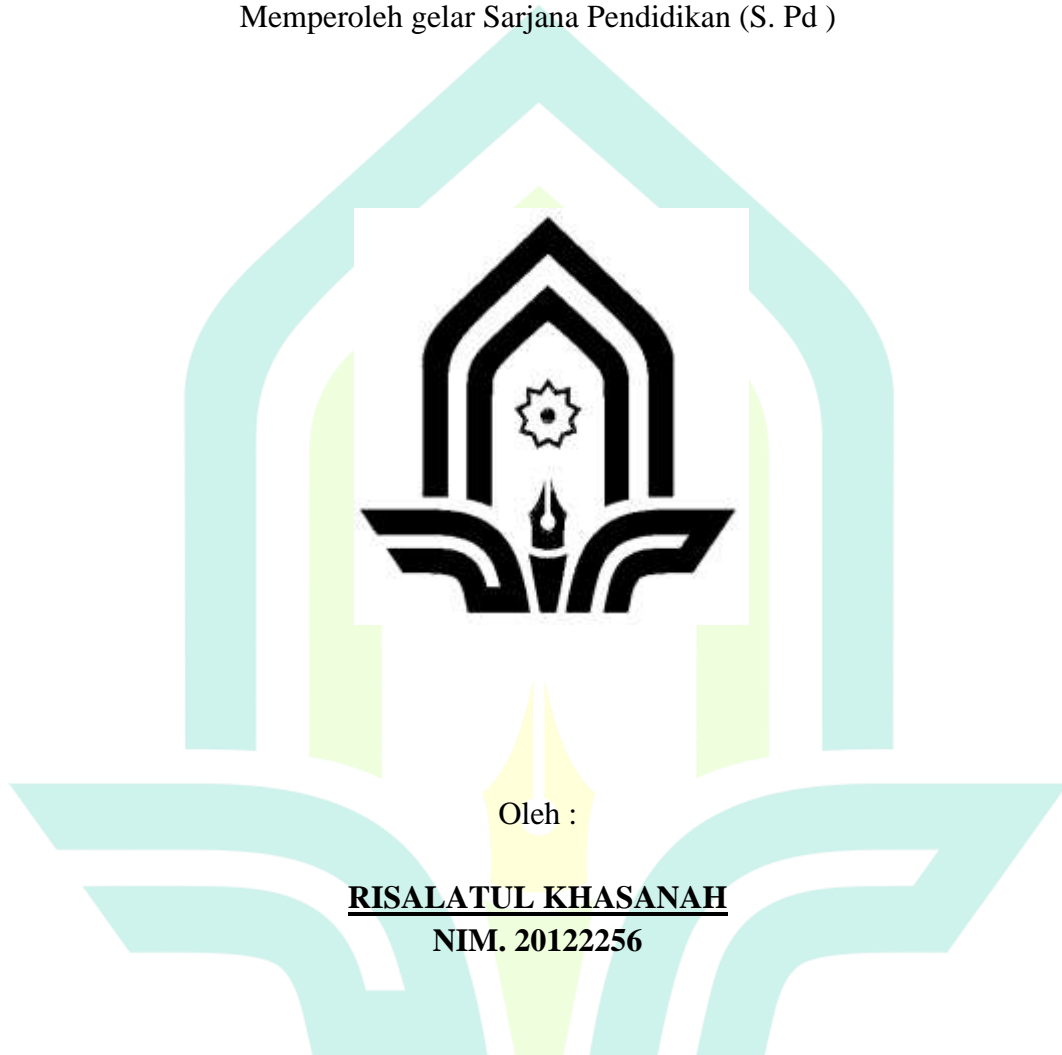 Memperoleh gelar Sarjana Pendidikan (S. Pd )
Oleh :
RISALATUL KHASANAH
NIM. 20122256